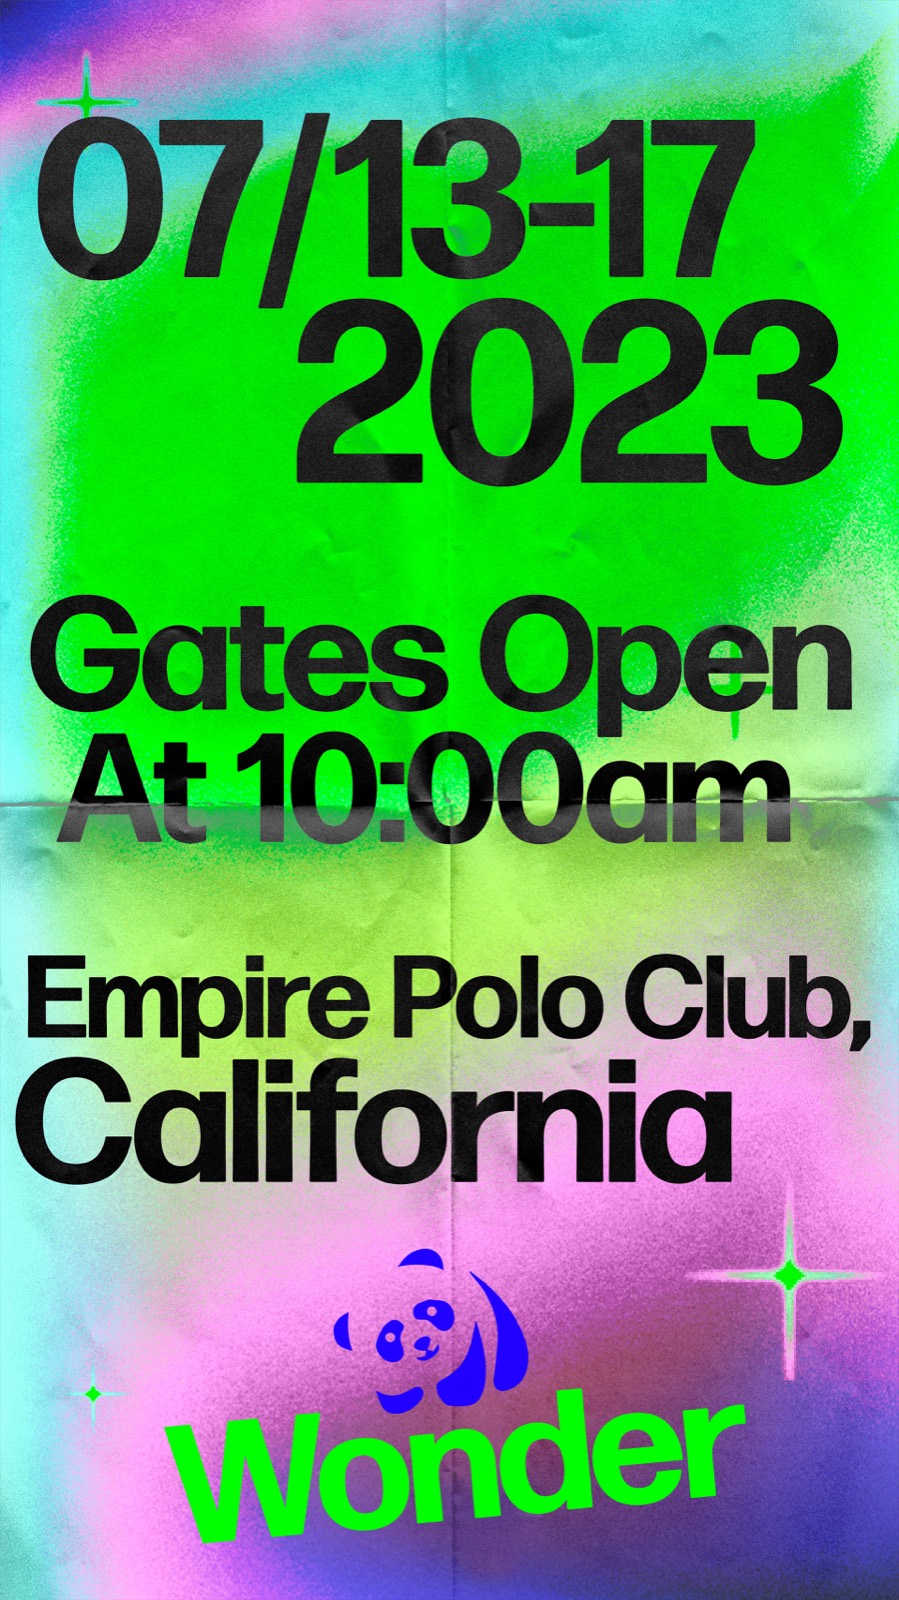 07/13-17
2023
Gates Open
At 10:00am
Empire Polo Club,
California
Wonder